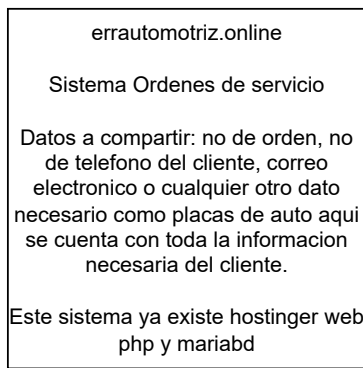 errautomotriz.online
Sistema Ordenes de servicio
Datos a compartir: no de orden, no
de telefono del cliente, correo
electronico o cualquier otro dato
necesario como placas de auto aqui
se cuenta con toda la informacion
necesaria del cliente.
Este sistema ya existe hostinger web
php y mariabd